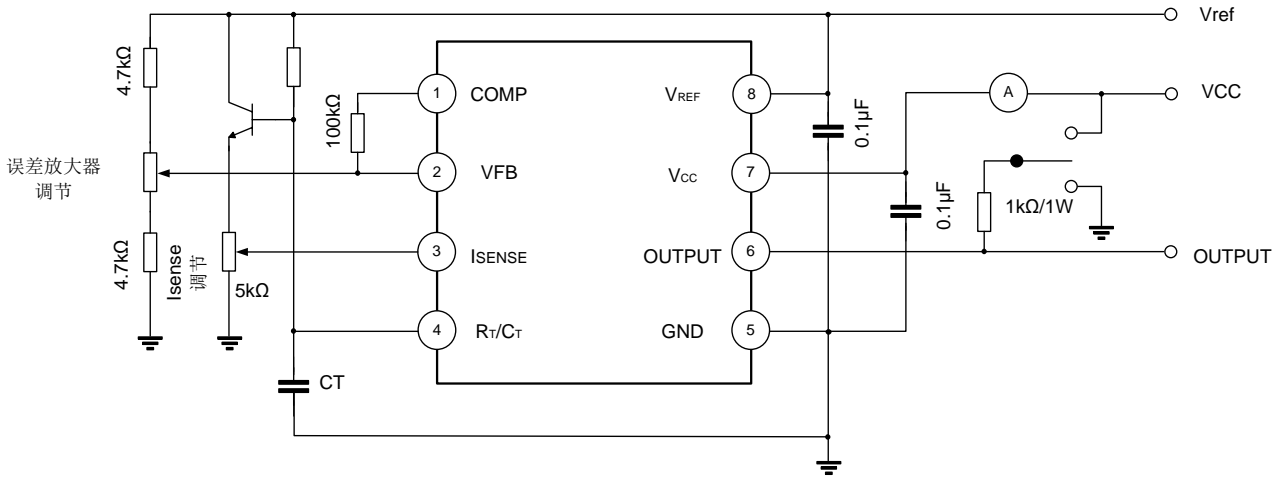 Vref
4.7kΩ
100kΩ
1
COMP
VREF
8
0.1μF
A
VCC
误差放大器
调节
2
VFB
VCC
7
0.1μF
1kΩ/1W
4.7kΩ
Isense
调节
5kΩ
3
ISENSE
OUTPUT
6
OUTPUT
4
RT/CT
GND
5
CT